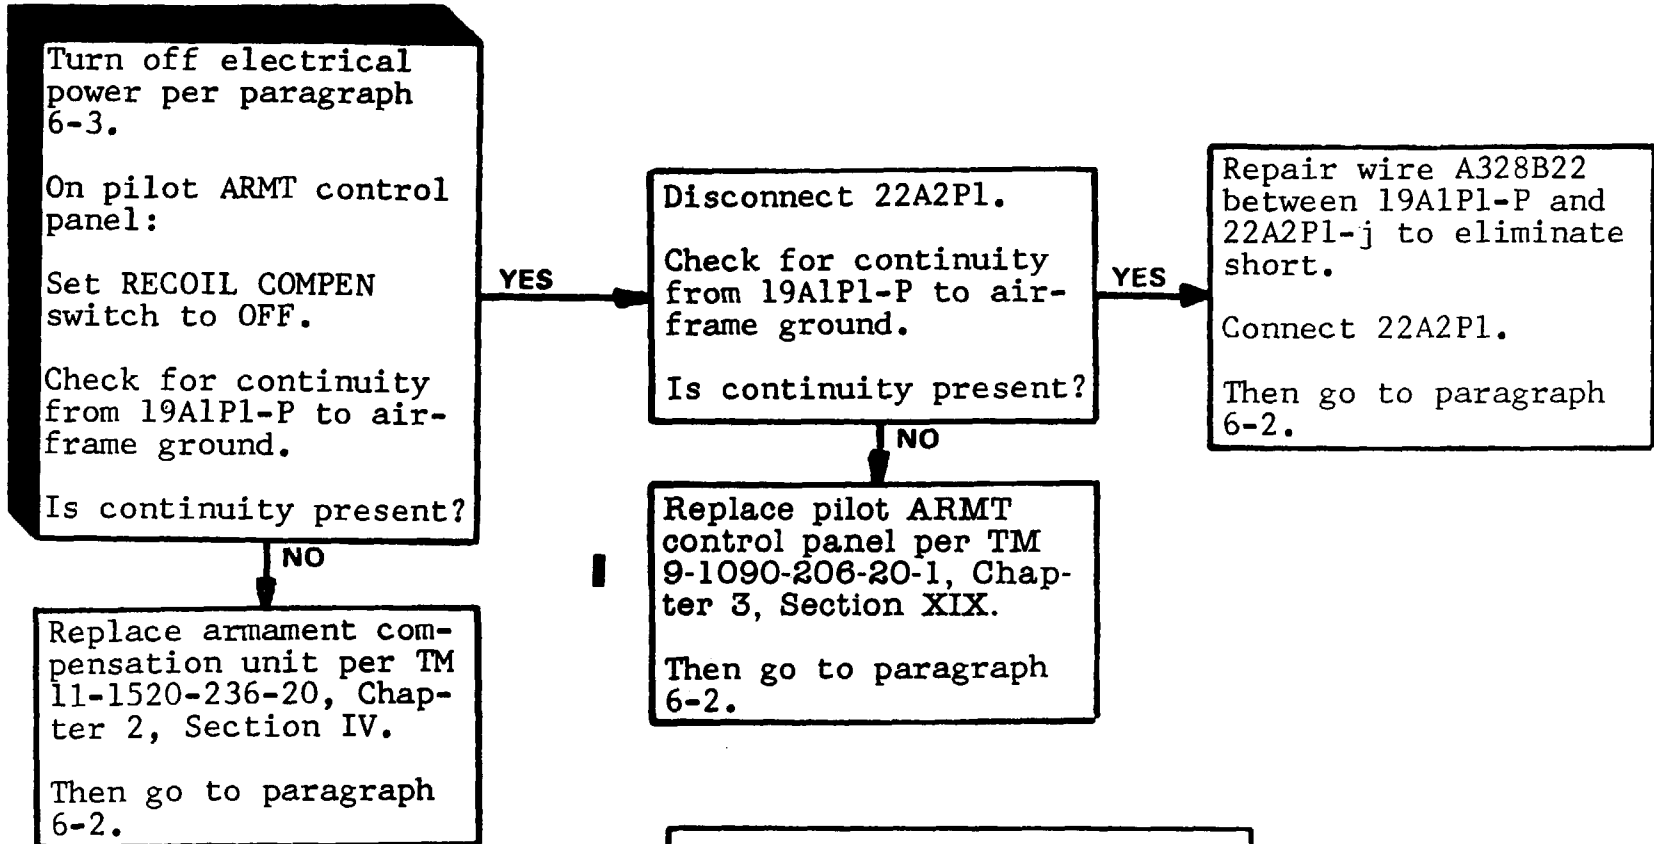 Turn off electrical
power per paragraph
6-3.
On pilot ARMT control
panel:
Set RECOIL COMPEN
switch to OFF.
Check for continuity
from 19A1P1-P to air-
frame ground.
Is continuity present?
YES
NO
Disconnect 22A2P1.
Check for continuity
from 19A1P1-P to air-
frame ground.
Is continuity present?
YES
NO
Repair wire A328B22
between 19A1P1-P and
22A2P1-j to eliminate
short.
Connect 22A2P1.
Then go to paragraph
6-2.
Replace pilot ARMT
control panel per TM
9-1090-206-20-1, Chap-
ter 3, Section XIX.
Then go to paragraph
6-2.
Replace armament com-
pensation unit per TM
11-1520-236-20, Chap-
ter 2, Section IV.
Then go to paragraph
6-2.